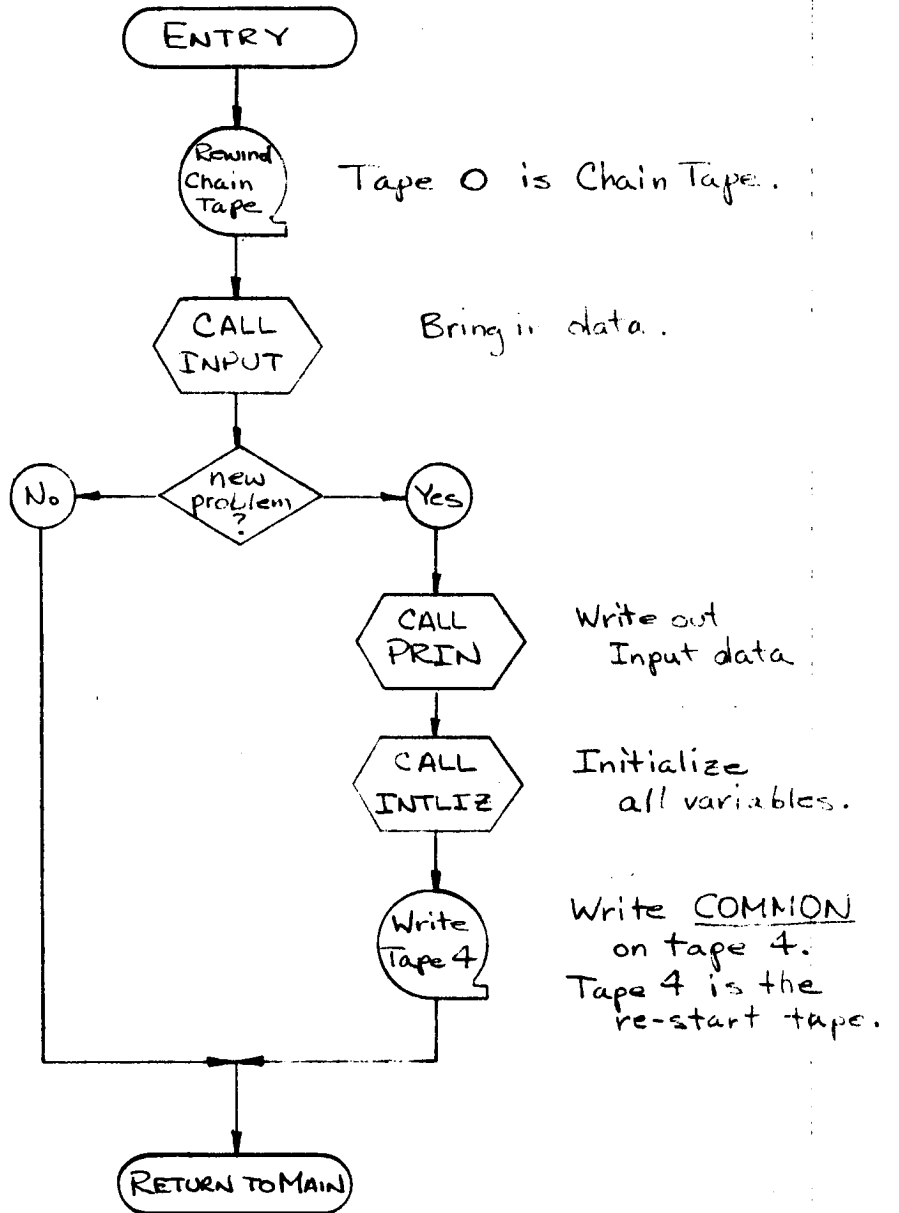 ENTRY
Rewind
Chain
Tape
Tape 0 is Chain Tape.
CALL
INPUT
Bring in data.
new
problem
?
No
Yes
CALL
PRIN
Write out
Input data
CALL
INTLIZ
Initialize
all variables.
Write
Tape 4
Write COMMON
on tape 4.
Tape 4 is the
re-start tape.
RETURN TO MAIN